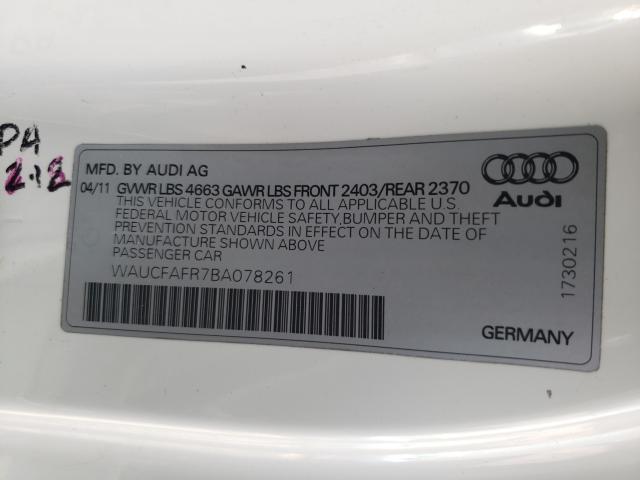 P4
2.12
MFD. BY AUDI AG
04/11 GVWR LBS 4663 GAWR LBS FRONT 2403/REAR 2370
THIS VEHICLE CONFORMS TO ALL APPLICABLE U.S.
FEDERAL MOTOR VEHICLE SAFETY,BUMPER AND THEFT
PREVENTION STANDARDS IN EFFECT ON THE DATE OF
MANUFACTURE SHOWN ABOVE
PASSENGER CAR
WAUCFAFR7BA078261
Audi
1730216
GERMANY